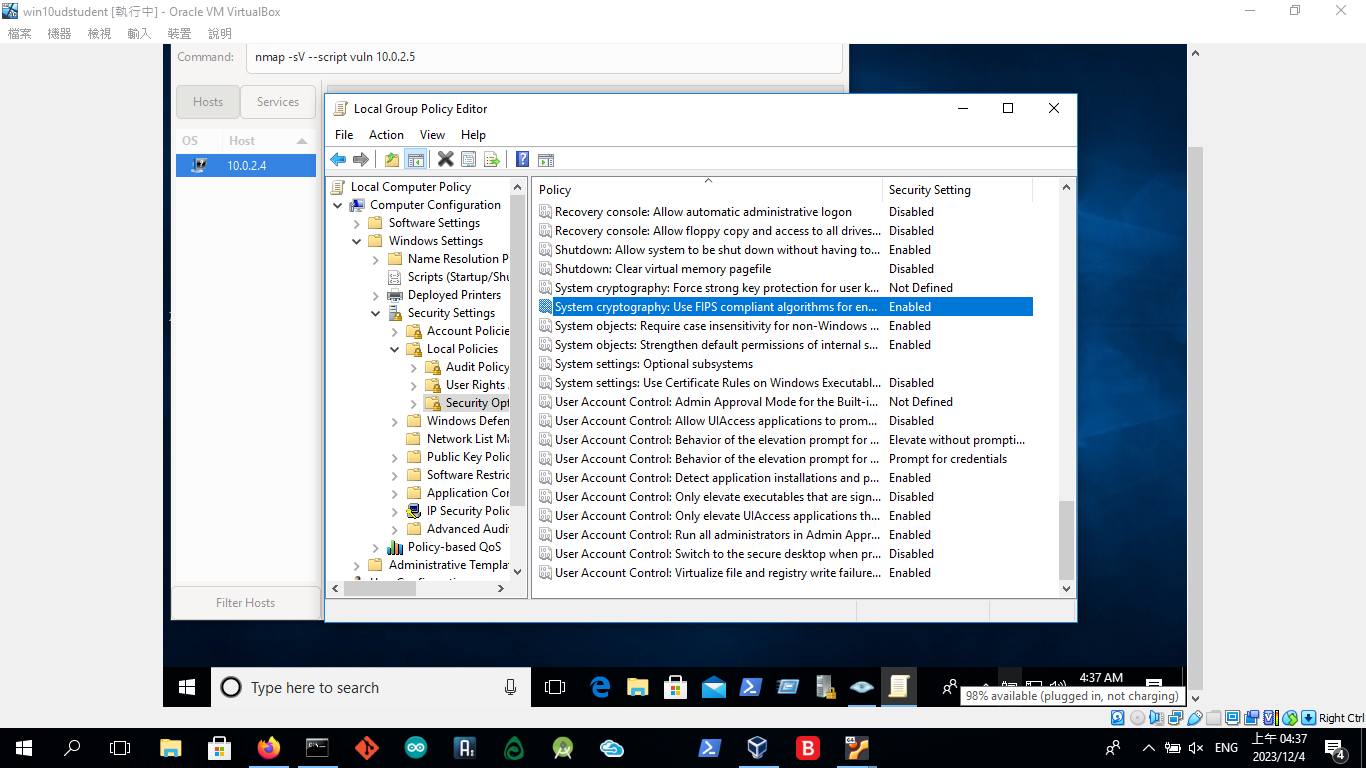 win10udstudent [執行中] - Oracle VM VirtualBox
檔案 機器 檢視 輸入 裝置 說明
Command: nmap -sV --script vuln 10.0.2.5
Hosts Services
OS Host
10.0.2.4
Filter Hosts
Local Group Policy Editor
File Action View Help
Local Computer Policy
Computer Configuration
Software Settings
Windows Settings
Name Resolution P
Scripts (Startup/Shu
Deployed Printers
Security Settings
Account Policie
Local Policies
Audit Policy
User Rights
Security Opt
Windows Defen
Network List Ma
Public Key Polic
Software Restric
Application Cor
IP Security Polic
Advanced Audi
Policy-based QoS
Administrative Templat
Policy Security Setting
Recovery console: Allow automatic administrative logon Disabled
Recovery console: Allow floppy copy and access to all drives... Disabled
Shutdown: Allow system to be shut down without having to... Enabled
Shutdown: Clear virtual memory pagefile Disabled
System cryptography: Force strong key protection for user k... Not Defined
System cryptography: Use FIPS compliant algorithms for en... Enabled
System objects: Require case insensitivity for non-Windows ... Enabled
System objects: Strengthen default permissions of internal s... Enabled
System settings: Optional subsystems
System settings: Use Certificate Rules on Windows Executabl... Disabled
User Account Control: Admin Approval Mode for the Built-i... Not Defined
User Account Control: Allow UIAccess applications to prom... Disabled
User Account Control: Behavior of the elevation prompt for ... Elevate without prompti...
User Account Control: Behavior of the elevation prompt for ... Prompt for credentials
User Account Control: Detect application installations and p... Enabled
User Account Control: Only elevate executables that are sign... Disabled
User Account Control: Only elevate UIAccess applications th... Enabled
User Account Control: Run all administrators in Admin Appr... Enabled
User Account Control: Switch to the secure desktop when pr... Disabled
User Account Control: Virtualize file and registry write failure... Enabled
Type here to search
4:37 AM
98% available (plugged in, not charging)
Right Ctrl
ENG
上午 04:37
2023/12/4
4